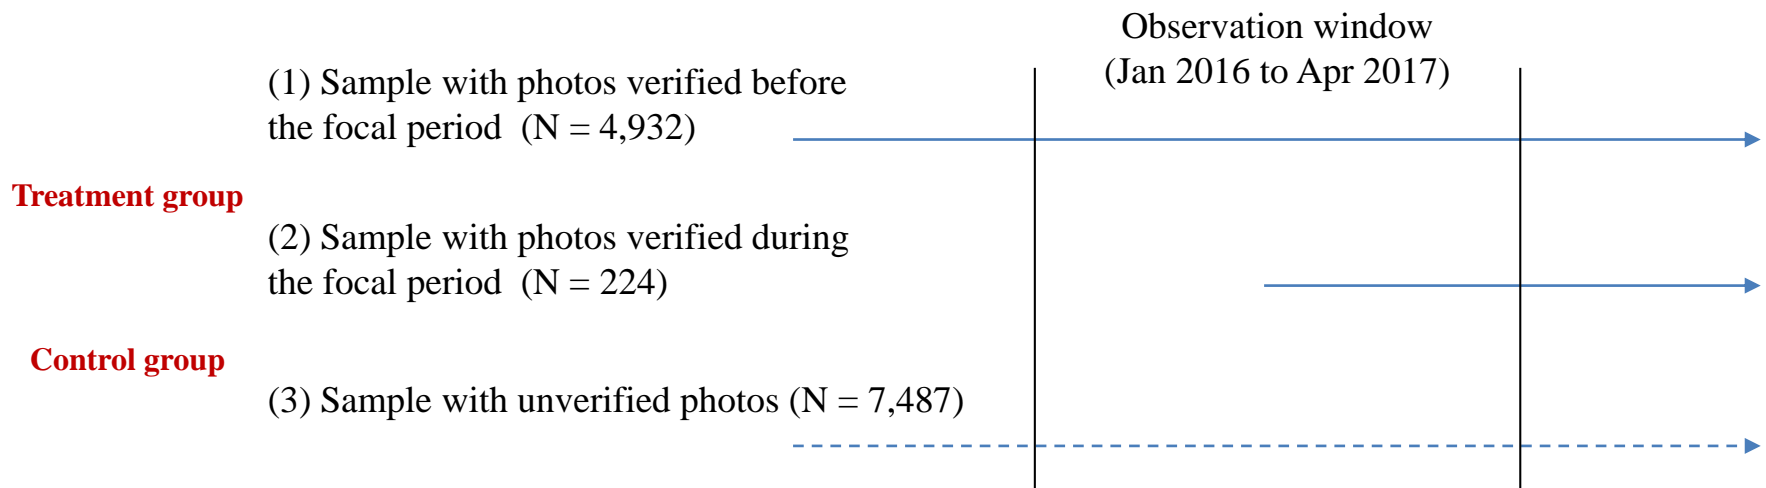 Observation window
(Jan 2016 to Apr 2017)
(1) Sample with photos verified before
the focal period (N = 4,932)
Treatment group
(2) Sample with photos verified during
the focal period (N = 224)
Control group
(3) Sample with unverified photos (N = 7,487)